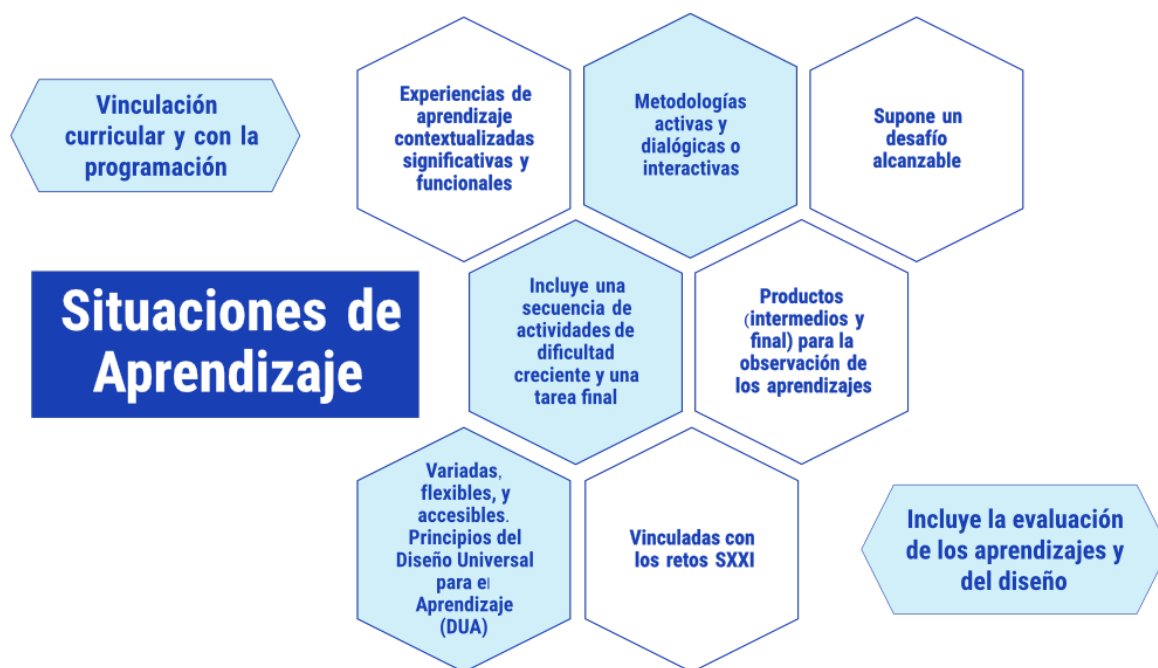 Vinculación
curricular y con la
programación
Experiencias de
aprendizaje
contextualizadas
significativas y
funcionales
Metodologías
activas y
dialógicas o
interactivas
Supone un
desafío
alcanzable
Situaciones de
Aprendizaje
Incluye una
secuencia de
actividades de
dificultad
creciente y una
tarea final
Productos
(intermedios y
final) para la
observación de
los aprendizajes
Variadas,
flexibles, y
accesibles.
Principios del
Diseño Universal
para el
Aprendizaje
(DUA)
Vinculadas con
los retos SXXI
Incluye la evaluación
de los aprendizajes y
del diseño